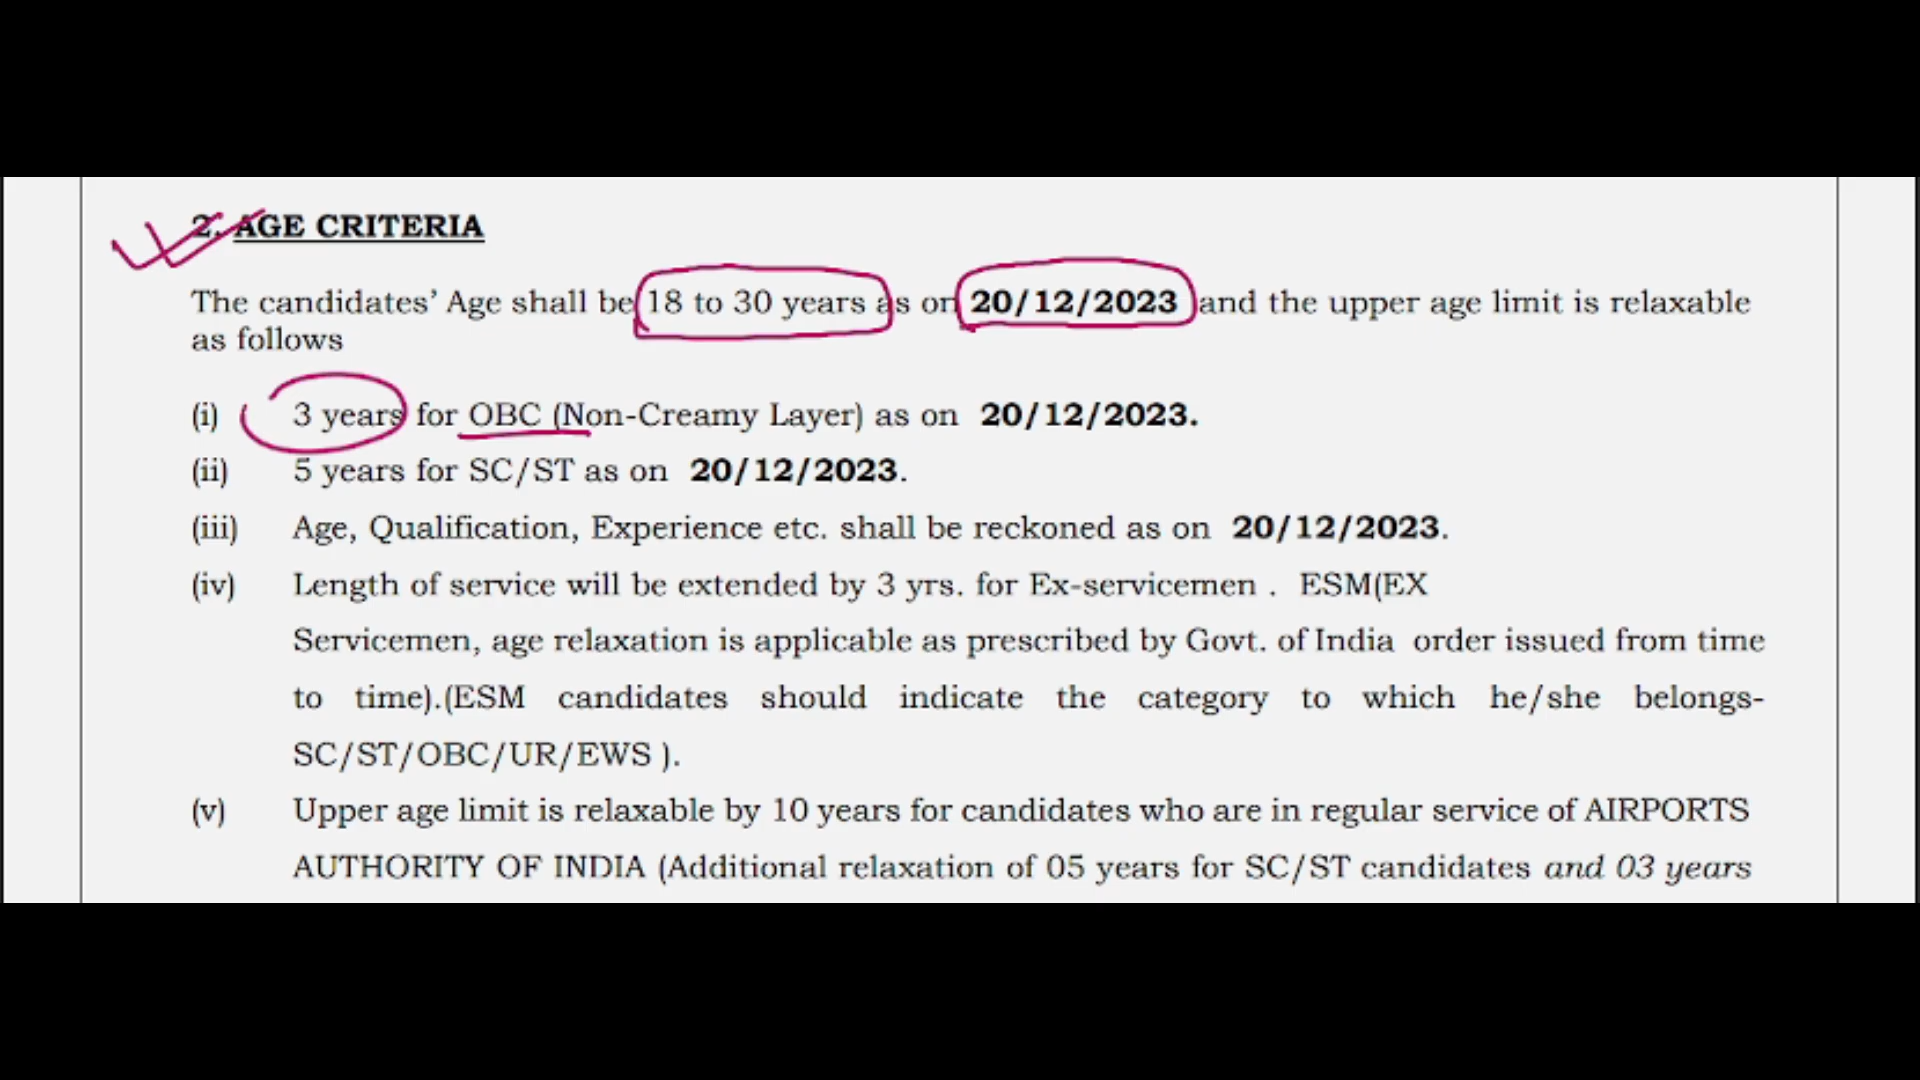 2. AGE CRITERIA
The candidates’ Age shall be 18 to 30 years as on 20/12/2023 and the upper age limit is relaxable
as follows
(i) 3 years for OBC (Non-Creamy Layer) as on 20/12/2023.
(ii) 5 years for SC/ST as on 20/12/2023.
(iii) Age, Qualification, Experience etc. shall be reckoned as on 20/12/2023.
(iv) Length of service will be extended by 3 yrs. for Ex-servicemen . ESM(EX
Servicemen, age relaxation is applicable as prescribed by Govt. of India order issued from time
to time).(ESM candidates should indicate the category to which he/she belongs-
SC/ST/OBC/UR/EWS ).
(v) Upper age limit is relaxable by 10 years for candidates who are in regular service of AIRPORTS
AUTHORITY OF INDIA (Additional relaxation of 05 years for SC/ST candidates and 03 years